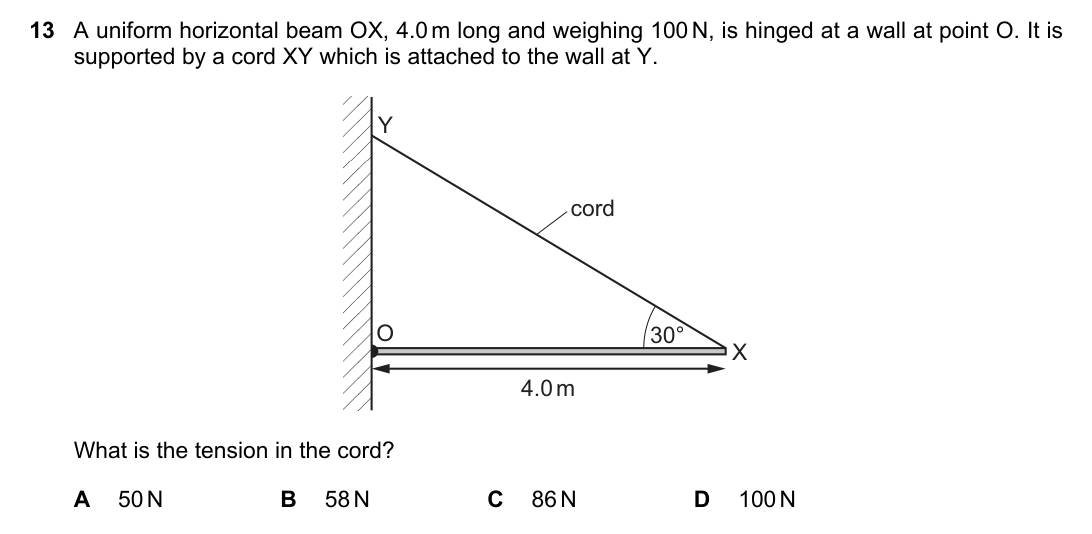 13 A uniform horizontal beam OX, 4.0 m long and weighing 100 N, is hinged at a wall at point O. It is
supported by a cord XY which is attached to the wall at Y.
Y
cord
O
30°
X
4.0 m
What is the tension in the cord?
A 50 N B 58 N C 86 N D 100 N